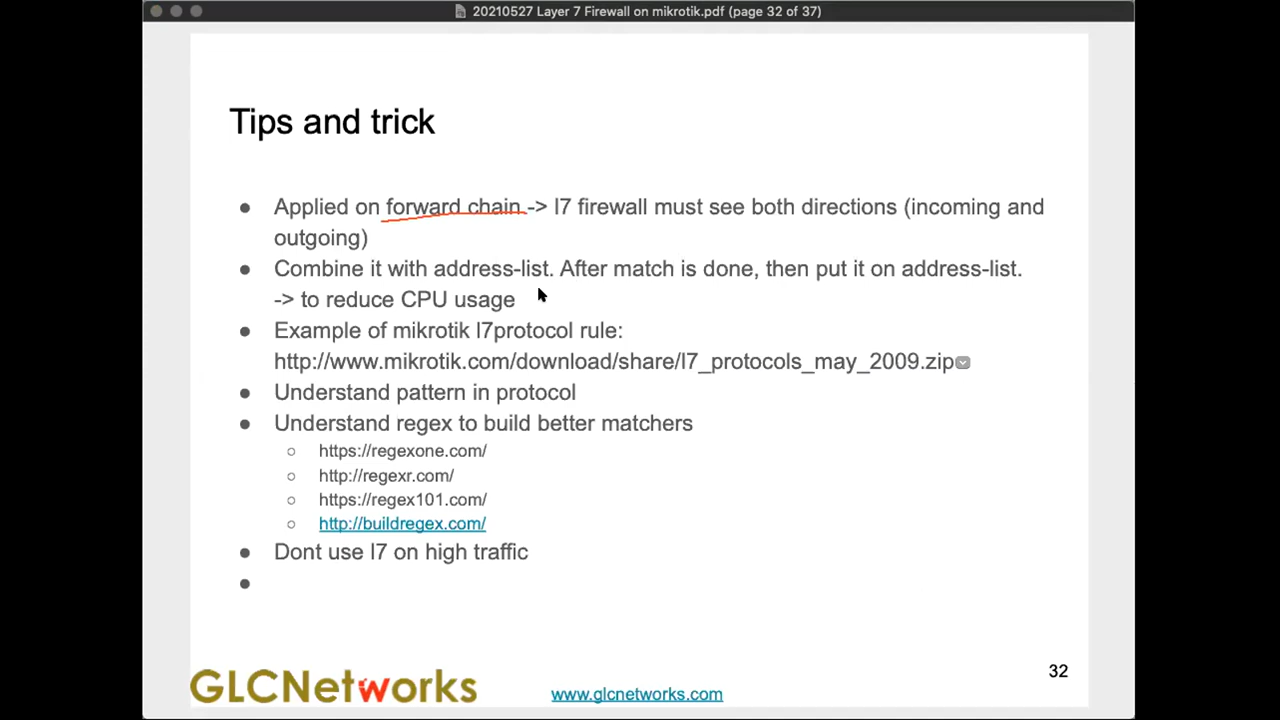 20210527 Layer 7 Firewall on mikrotik.pdf (page 32 of 37)
Tips and trick
● Applied on forward chain -> l7 firewall must see both directions (incoming and
outgoing)
● Combine it with address-list. After match is done, then put it on address-list.
-> to reduce CPU usage
● Example of mikrotik l7protocol rule:
http://www.mikrotik.com/download/share/l7_protocols_may_2009.zip
● Understand pattern in protocol
● Understand regex to build better matchers
○ https://regexone.com/
○ http://regexr.com/
○ https://regex101.com/
○ http://buildregex.com/
● Dont use l7 on high traffic
●
32
GLCNetworks
www.glcnetworks.com